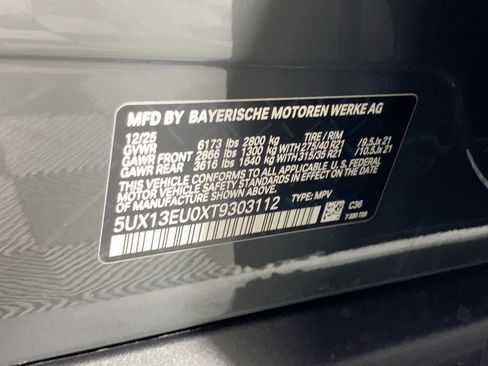 MFD BY BAYERISCHE MOTOREN WERKE AG
12/25 TIRE / RIM
GVWR 6173 lbs 2800 kg
GAWR FRONT 2866 lbs 1300 kg WITH 275/40 R21 / 9.5Jx21
GAWR REAR 3616 lbs 1640 kg WITH 315/35 R21 / 10.5Jx21
THIS VEHICLE CONFORMS TO ALL APPLICABLE FEDERAL MOTOR
VEHICLE SAFETY STANDARDS IN EFFECT ON THE DATE
OF MANUFACTURE SHOWN ABOVE.
5UX13EU0XT9303112 TYPE: MPV C36